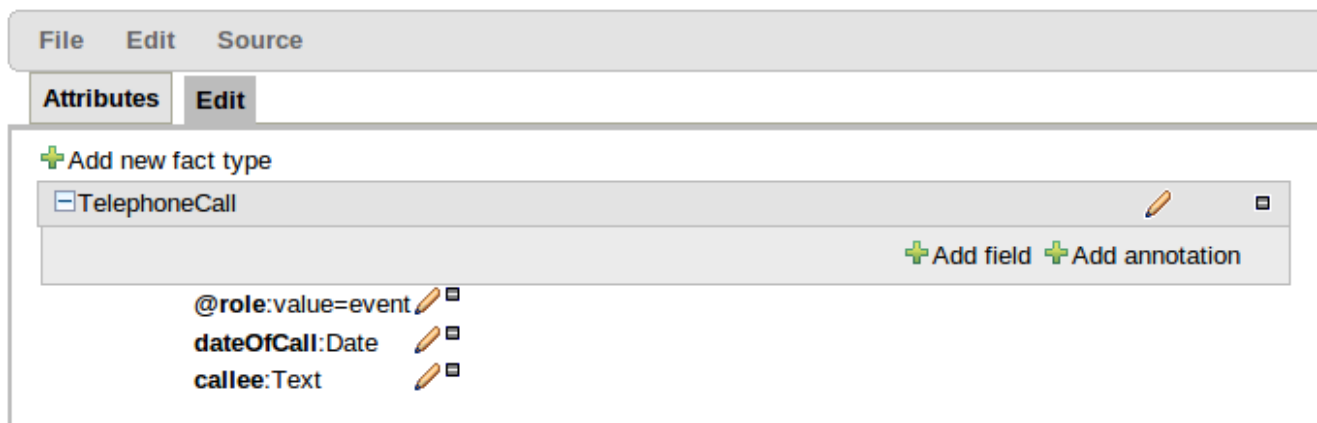 File Edit Source
Attributes Edit
Add new fact type
TelephoneCall
Add field Add annotation
@role:value=event
dateOfCall:Date
callee:Text